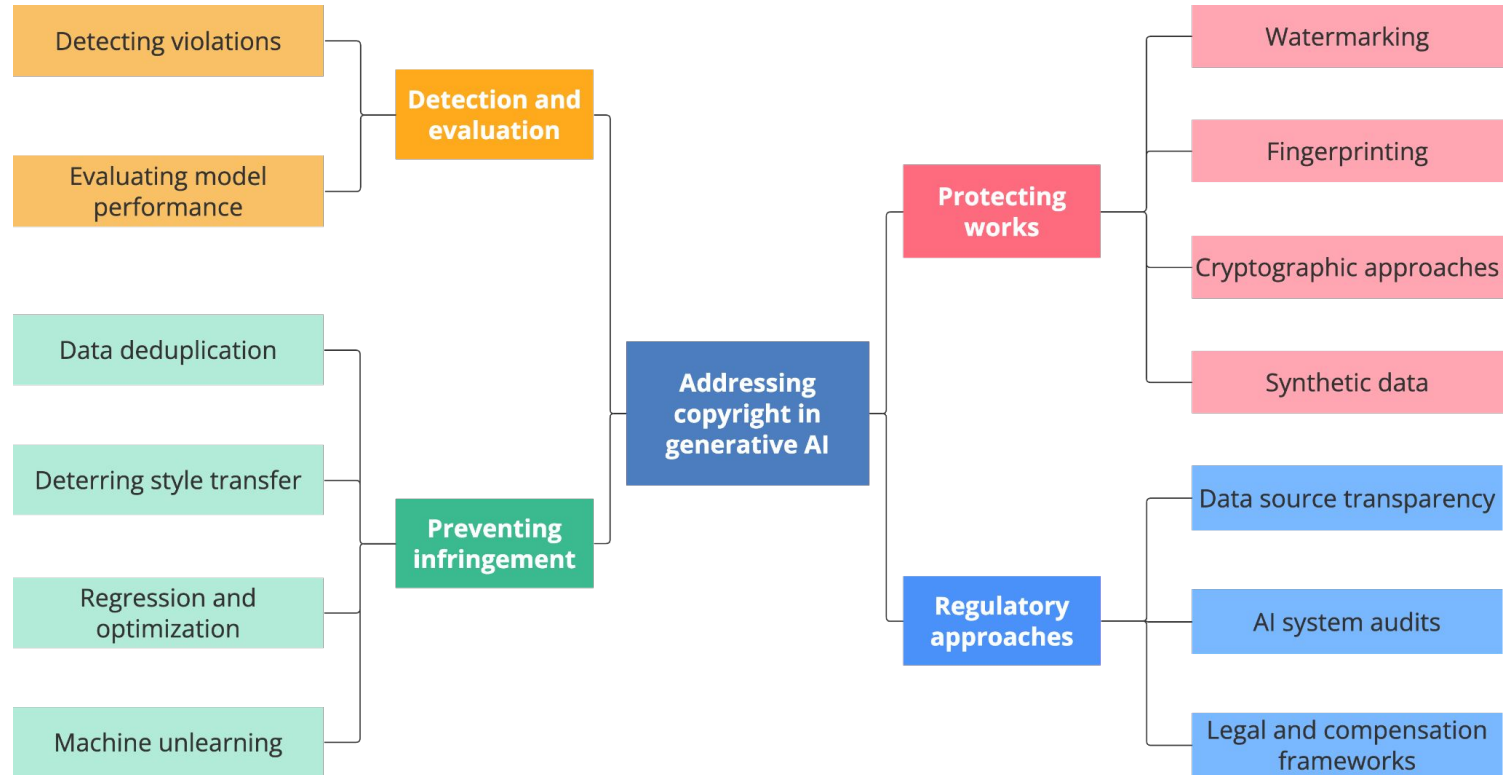 Detecting violations
Evaluating model
performance
Detection and
evaluation
Data deduplication
Deterring style transfer
Regression and
optimization
Machine unlearning
Preventing
infringement
Addressing
copyright in
generative AI
Protecting
works
Watermarking
Fingerprinting
Cryptographic approaches
Synthetic data
Regulatory
approaches
Data source transparency
AI system audits
Legal and compensation
frameworks